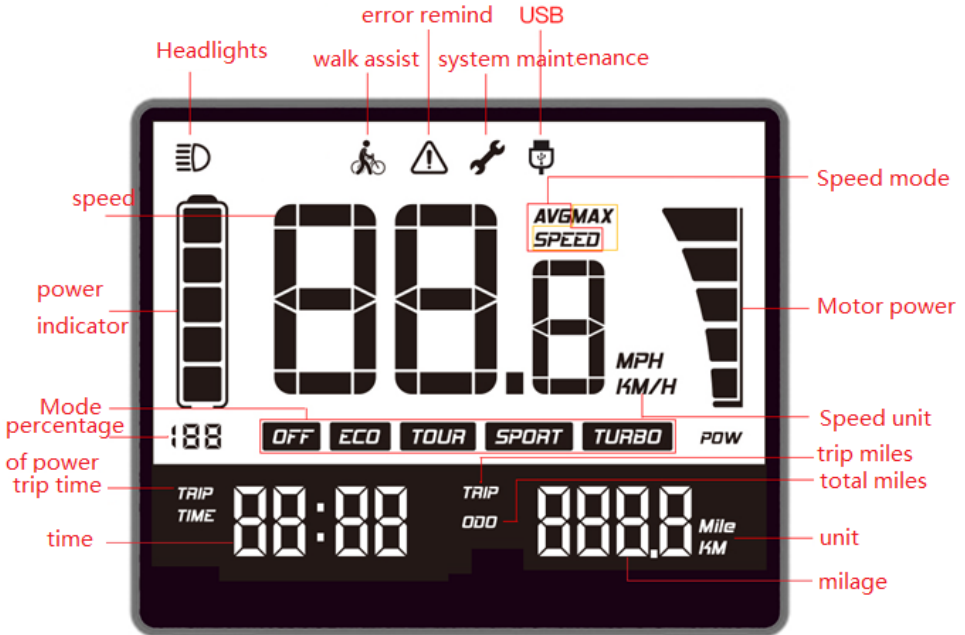 error remind
USB
Headlights
walk assist
system maintenance
Speed mode
speed
AVGMAX
SPEED
power
indicator
Motor power
MPH
KM/H
Mode
percentage
of power
188
OFF ECO TOUR SPORT TURBO
POW
Speed unit
trip miles
total miles
trip time
TRIP
TIME
88:88
TRIP
ODO
888.8
Mile
KM
time
unit
milage
88.8